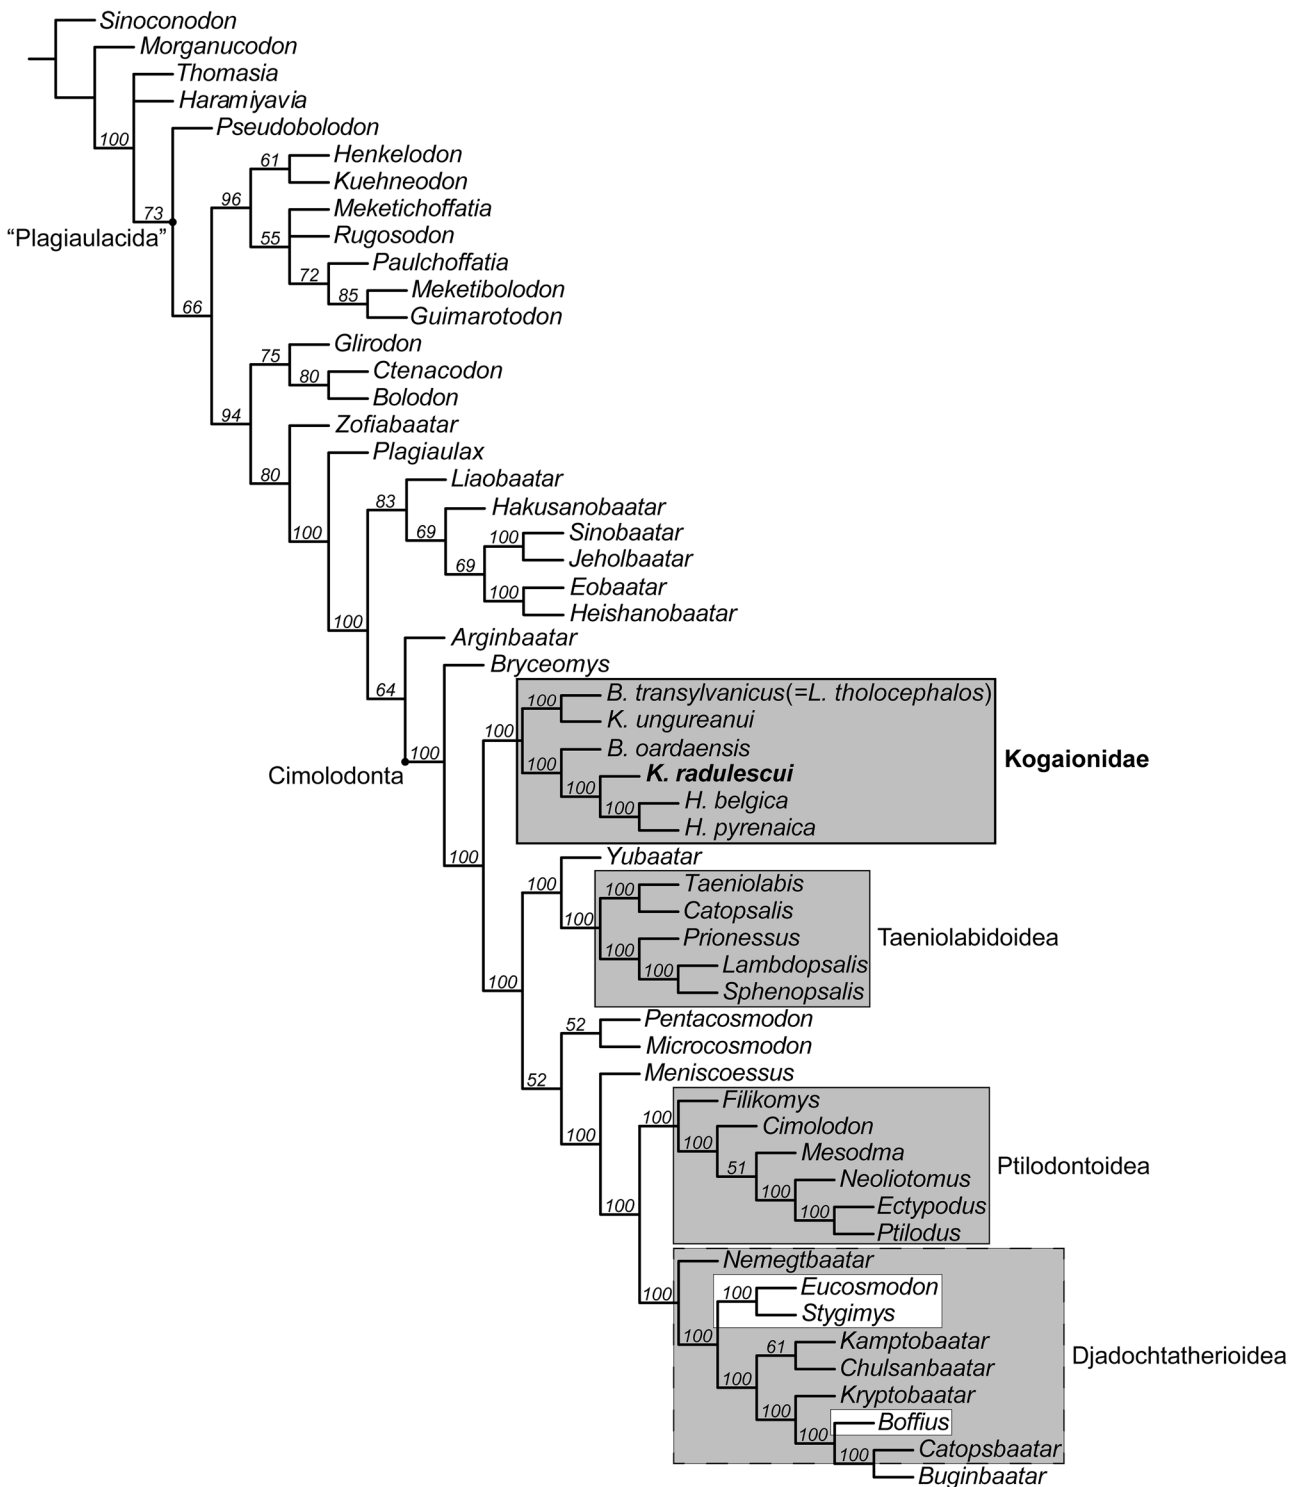 Sinoconodon
Morganucodon
Thomasia
Haramiyavia
100
Pseudobolodon
73
"Plagiaulacida"
61
Henkelodon
Kuehneodon
96
Meketichoffatia
55
Rugosodon
Paulchoffatia
72
85
Meketibolodon
Guimarotodon
66
Glirodon
75
80
Ctenacodon
Bolodon
94
Zofiabaatar
80
Plagiaulax
Liaobaatar
83
Hakusanobaatar
100
69
100
Sinobaatar
Jeholbaatar
69
Eobaatar
100
Heishanobaatar
100
Arginbaatar
Bryceomys
64
100
B. transylvanicus(=L. tholocephalos)
K. ungureanui
100
B. oardaensis
100
100
K. radulescui
100
100
H. belgica
H. pyrenaica
Kogaionidae
Cimolodonta
100
Yubaatar
100
100
Taeniolabis
Catopsalis
100
Prionessus
100
100
Lambdopsalis
Sphenopsalis
Taeniolabidoidea
100
52
Pentacosmodon
Microcosmodon
52
Meniscoessus
100
Filikomys
100
100
Cimolodon
Mesodma
51
Neoliotomus
100
100
Ectypodus
Ptilodus
Ptilodontoidea
100
Nemegtbaatar
100
100
Eucosmodon
Stygimys
100
Kamptobaatar
61
Chulsanbaatar
100
Kryptobaatar
100
Boffius
100
100
Catopsbaatar
Buginbaatar
Djadochtatherioidea